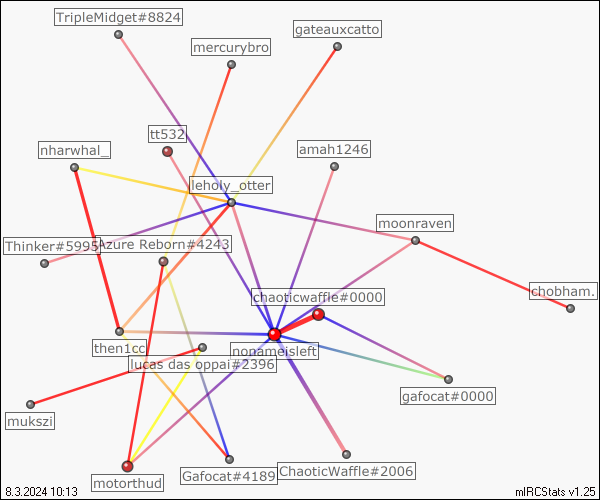 TripleMidget#8824
gateauxcatto
mercurybro
tt532
nharwhal_
amah1246
leholy_otter
moonraven
Thinker#5995
Azure Reborn#4243
chobham.
chaoticwaffle#0000
then1cc
nonameisleft
lucas das oppai#2396
gafocat#0000
mukszi
motorthud
Gafocat#4189
ChaoticWaffle#2006
8.3.2024 10:13
mIRCStats v1.25